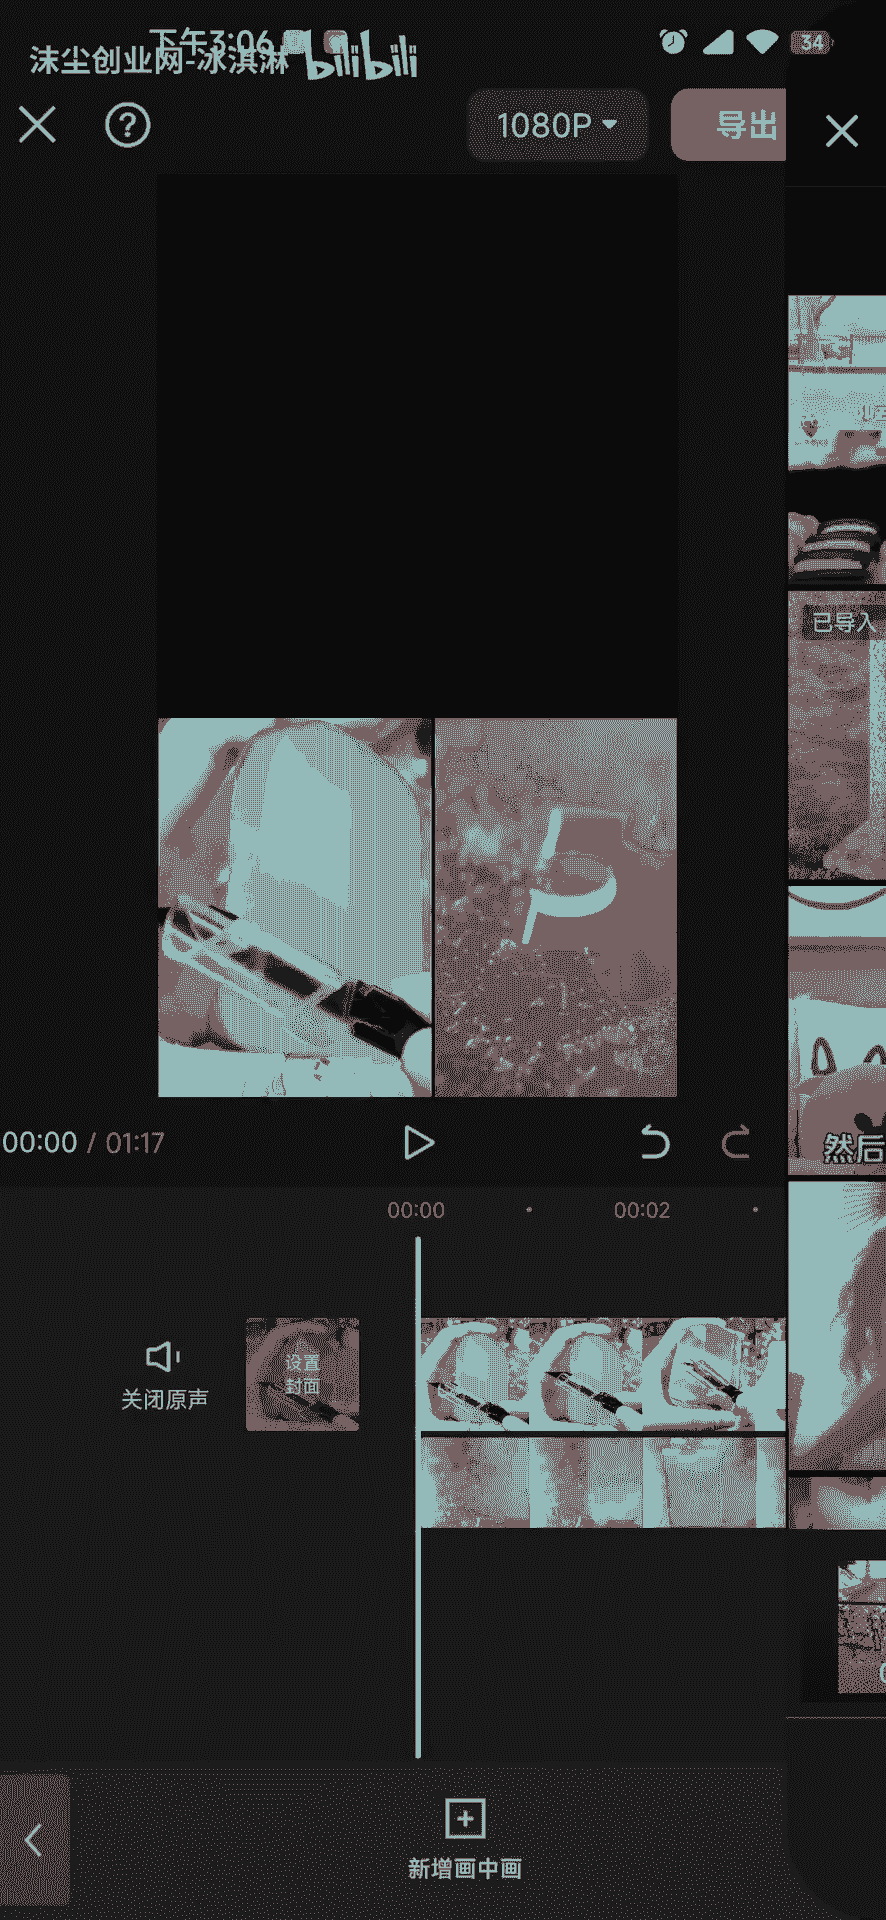 下午3:06
34
沫尘创业网-冰淇淋 bilibili
1080P
导出
已导入
然后
00:00 / 01:17
00:00
00:02
设置
封面
关闭原声
新增画中画